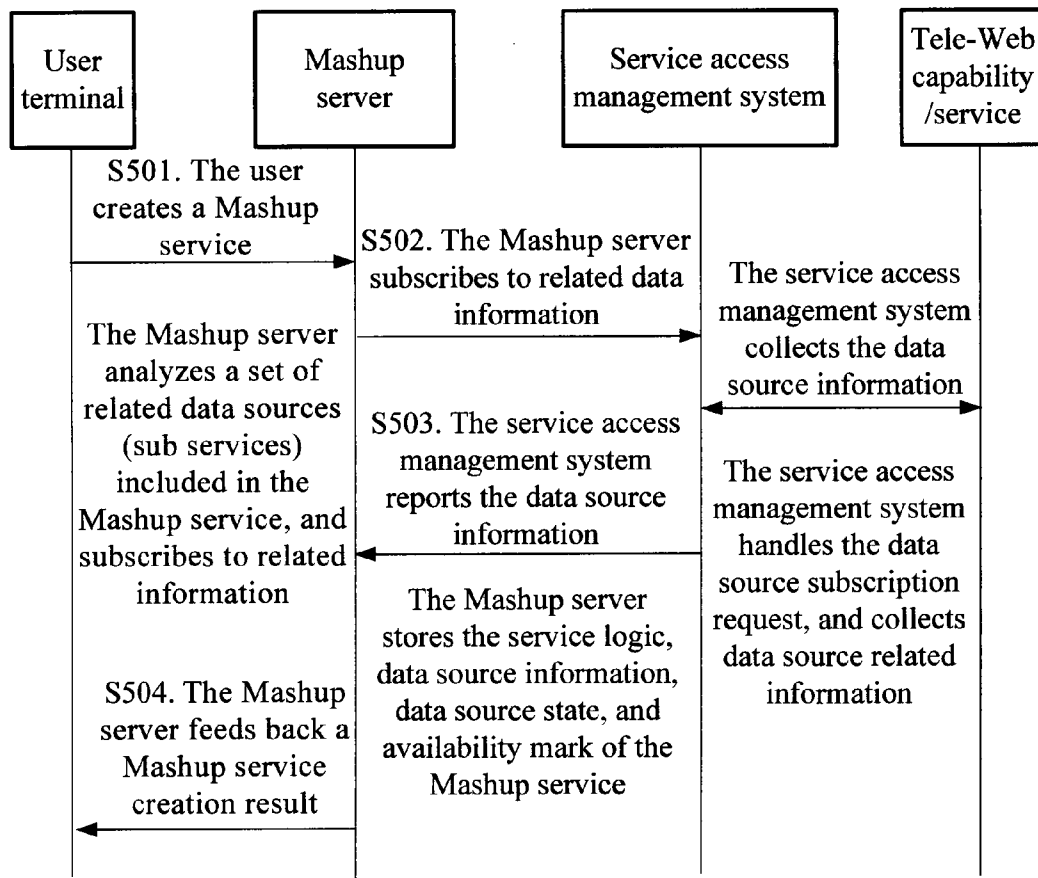 User
terminal
Mashup
server
Service access
management system
Tele-Web
capability
/service
S501. The user
creates a Mashup
service
S502. The Mashup server
subscribes to related data
information
The service access
management system
collects the data
source information
The Mashup server
analyzes a set of
related data sources
(sub services)
included in the
Mashup service, and
subscribes to related
information
S503. The service access
management system
reports the data source
information
The service access
management system
handles the data
source subscription
request, and collects
data source related
information
The Mashup server
stores the service logic,
data source information,
data source state, and
availability mark of the
Mashup service
S504. The Mashup
server feeds back a
Mashup service
creation result